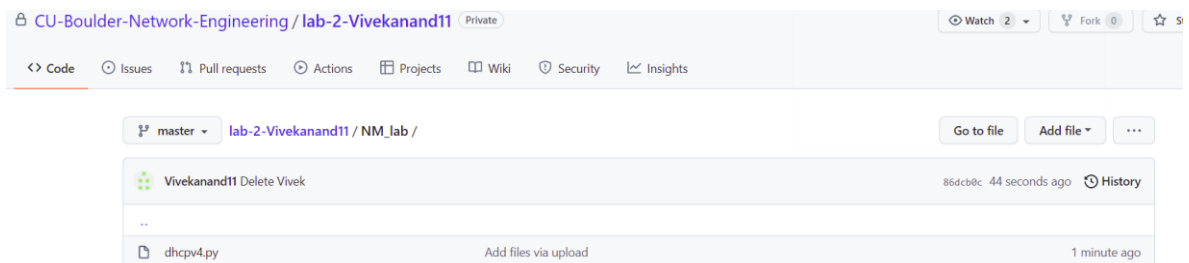 CU-Boulder-Network-Engineering / lab-2-Vivekanand11 Private Watch 2 Fork 0
<> Code Issues Pull requests Actions Projects Wiki Security Insights
master lab-2-Vivekanand11 / NM_lab / Go to file Add file ...
Vivekanand11 Delete Vivek 86dcb0c 44 seconds ago History
..
dhcpv4.py Add files via upload 1 minute ago